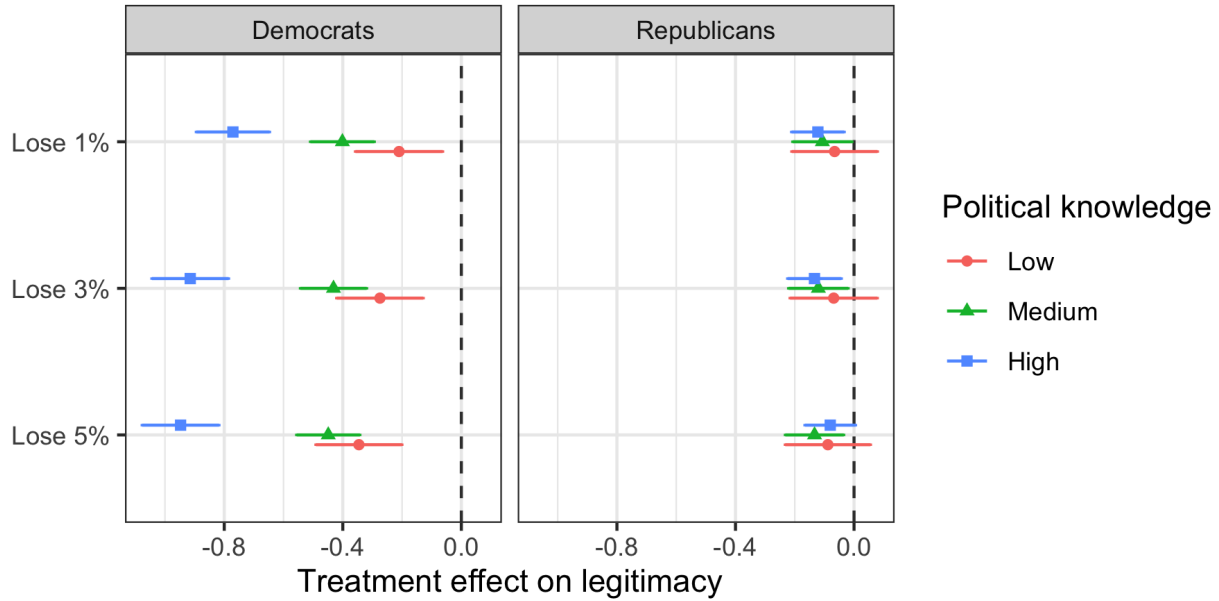 Democrats
Republicans
Lose 1%
Lose 3%
Lose 5%
-0.8 -0.4 0.0
-0.8 -0.4 0.0
Treatment effect on legitimacy
Political knowledge
Low
Medium
High